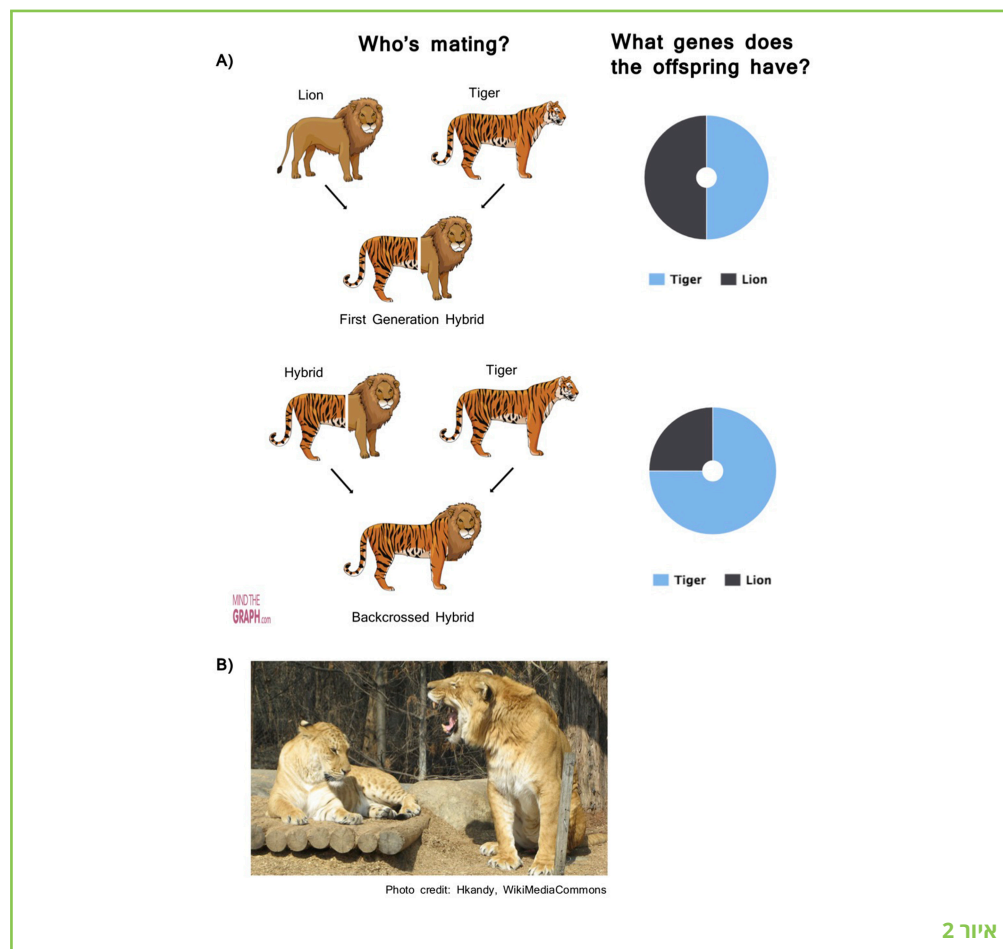 Who's mating?
What genes does
the offspring have?
A)
Lion
Tiger
Tiger
Lion
First Generation Hybrid
Hybrid
Tiger
Tiger
Lion
MIND THE
GRAPH.com
Backcrossed Hybrid
B)
Photo credit: Hkandy, WikiMediaCommons
איור 2